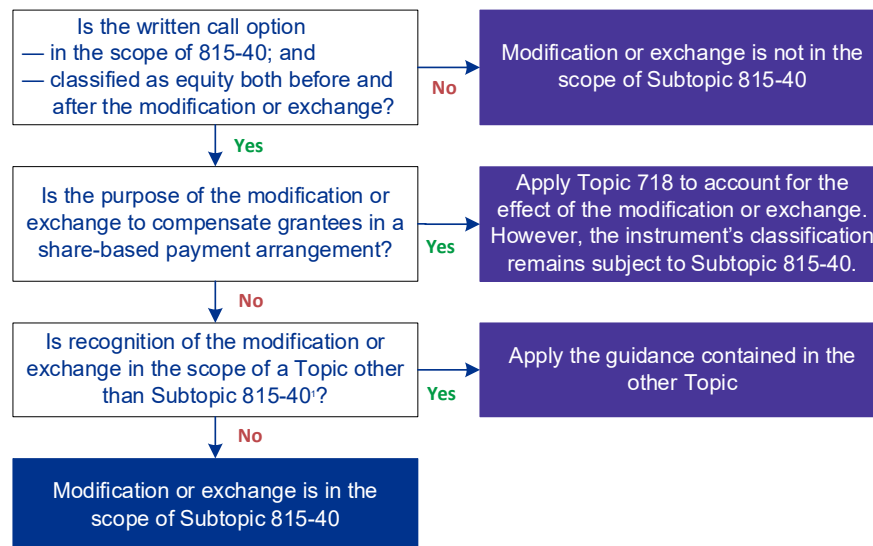 Is the written call option
— in the scope of 815-40; and
— classified as equity both before and
after the modification or exchange?
No
Modification or exchange is not in the
scope of Subtopic 815-40
Yes
Is the purpose of the modification or
exchange to compensate grantees in a
share-based payment arrangement?
Yes
Apply Topic 718 to account for the
effect of the modification or exchange.
However, the instrument's classification
remains subject to Subtopic 815-40.
No
Is recognition of the modification or
exchange in the scope of a Topic other
than Subtopic 815-40¹?
Yes
Apply the guidance contained in the
other Topic
No
Modification or exchange is in the
scope of Subtopic 815-40